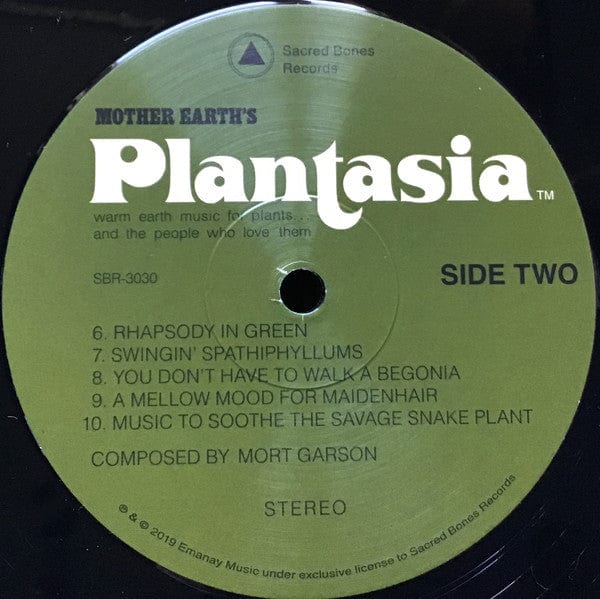 Sacred Bones
Records
MOTHER EARTH'S
Plantasia™
warm earth music for plants...
and the people who love them
SBR-3030
SIDE TWO
6. RHAPSODY IN GREEN
7. SWINGIN' SPATHIPHYLLUMS
8. YOU DON'T HAVE TO WALK A BEGONIA
9. A MELLOW MOOD FOR MAIDENHAIR
10. MUSIC TO SOOTHE THE SAVAGE SNAKE PLANT
COMPOSED BY MORT GARSON
STEREO
℗ & © 2019 Emanay Music under exclusive license to Sacred Bones Records